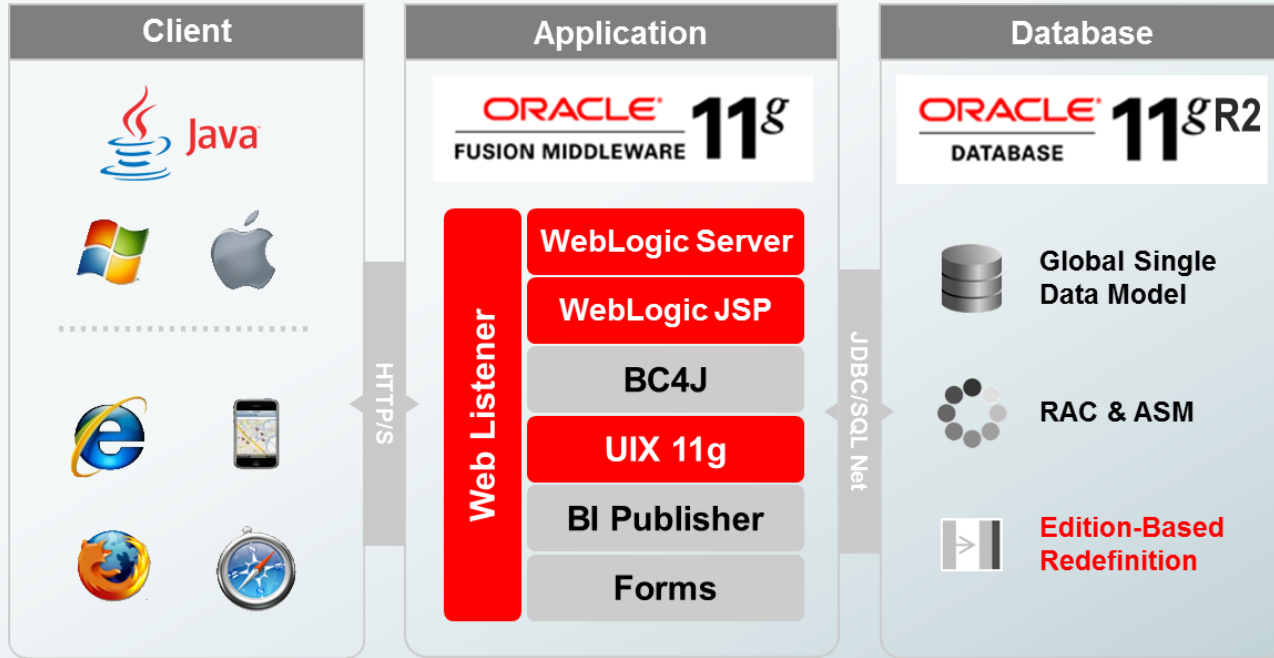 Client
Java
HTTP/S
Application
ORACLE
FUSION MIDDLEWARE
11g
Web Listener
WebLogic Server
WebLogic JSP
BC4J
UIX 11g
BI Publisher
Forms
JDBC/SQL Net
Database
ORACLE
DATABASE
11gR2
Global Single
Data Model
RAC & ASM
Edition-Based
Redefinition